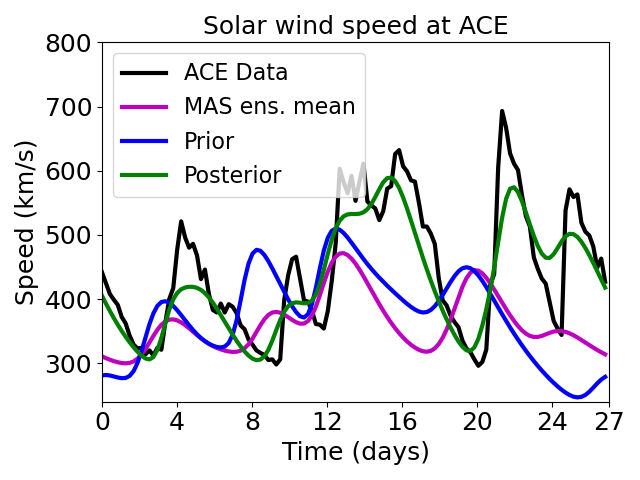 Solar wind speed at ACE
Speed (km/s)
800
700
600
500
400
300
ACE Data
MAS ens. mean
Prior
Posterior
0 4 8 12 16 20 24 27
Time (days)